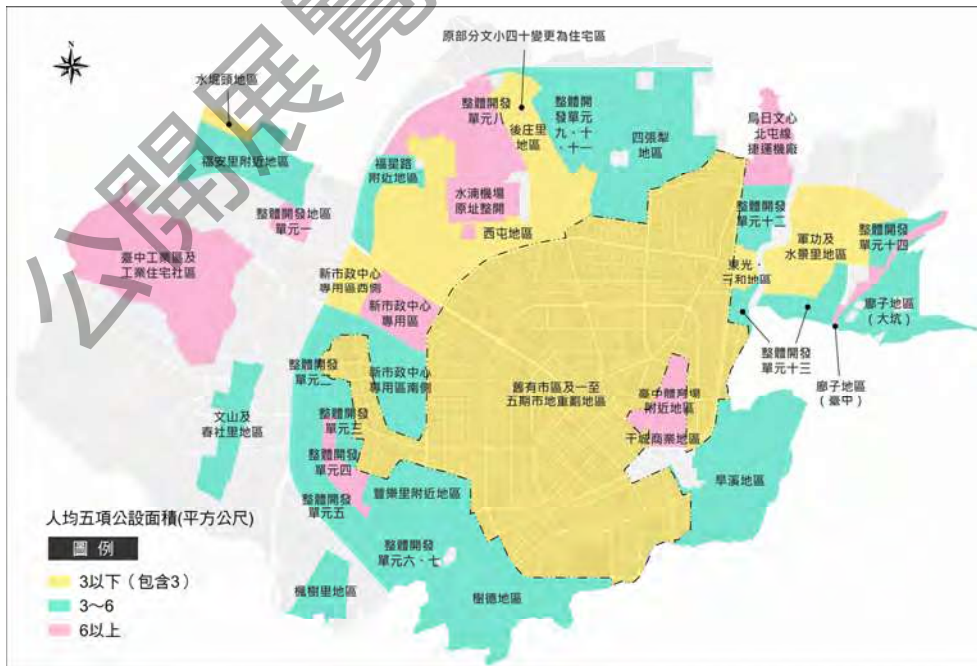 公開展覽
N
原部分文小四十變更為住宅區
水堀頭地區
福安里附近地區
整體開發地區
單元一
臺中工業區及
工業住宅社區
整體開發
單元八
福星路
附近地區
後庄里
地區
整體開
發單元
九、十、
十一
四張犁
地區
水湳機場
原址整開
西屯地區
烏日文心
北屯線
捷運機廠
整體開發
單元十二
軍功及
水景里地區
整體開發
單元十四
東光、
三和地區
廍子地區
(大坑)
整體開發
單元十三
廍子地區
(臺中)
新市政中心
專用區西側
新市政中心
專用區
整體開發
單元二
新市政中心
專用區南側
舊有市區及一至
五期市地重劃地區
臺中體育場
附近地區
干城商業地區
文山及
春社里地區
整體開發
單元三
整體開發
單元四
整體開發
單元五
豐樂里附近地區
旱溪地區
整體開發
單元六、七
楓樹里地區
樹德地區
人均五項公設面積(平方公尺)
圖 例
3以下(包含3)
3～6
6以上